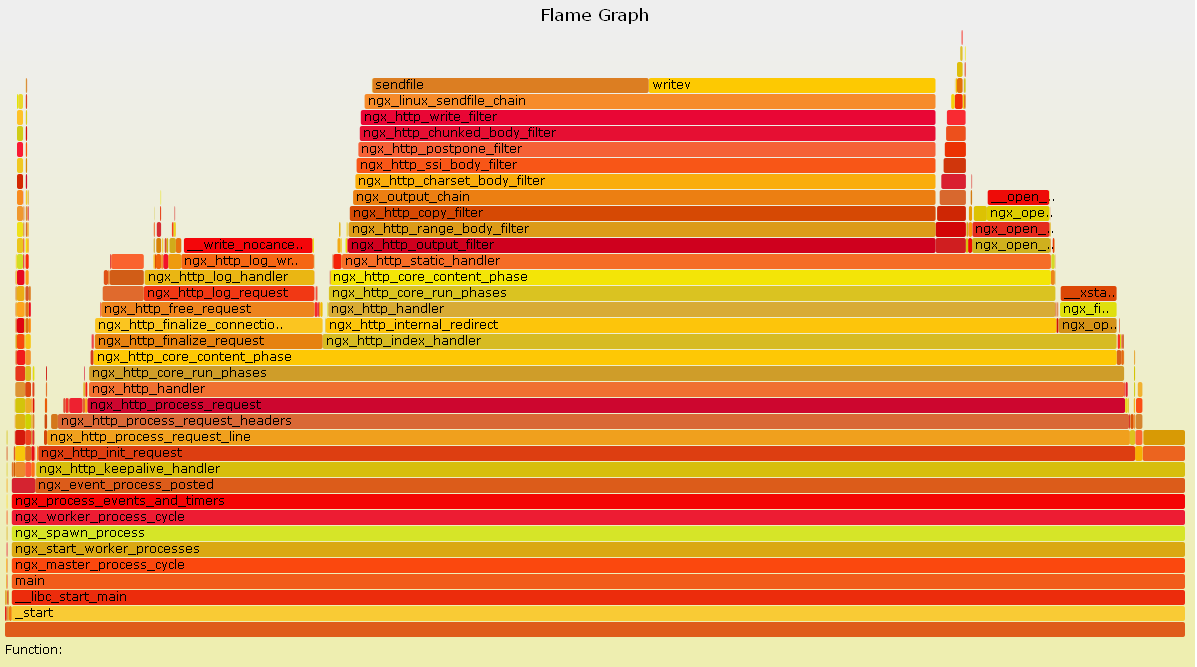 Flame Graph
sendfile writev
ngx_linux_sendfile_chain
ngx_http_write_filter
ngx_http_chunked_body_filter
ngx_http_postpone_filter
ngx_http_ssi_body_filter
ngx_http_charset_body_filter
ngx_output_chain __open_..
ngx_http_copy_filter ngx_ope..
ngx_http_range_body_filter ngx_open_..
__write_nocance.. ngx_http_output_filter ngx_open_..
ngx_http_log_wr.. ngx_http_static_handler
ngx_http_log_handler ngx_http_core_content_phase
ngx_http_log_request ngx_http_core_run_phases __xsta..
ngx_http_free_request ngx_http_handler ngx_fi..
ngx_http_finalize_connectio.. ngx_http_internal_redirect ngx_op..
ngx_http_finalize_request ngx_http_index_handler
ngx_http_core_content_phase
ngx_http_core_run_phases
ngx_http_handler
ngx_http_process_request
ngx_http_process_request_headers
ngx_http_process_request_line
ngx_http_init_request
ngx_http_keepalive_handler
ngx_event_process_posted
ngx_process_events_and_timers
ngx_worker_process_cycle
ngx_spawn_process
ngx_start_worker_processes
ngx_master_process_cycle
main
__libc_start_main
_start
Function: